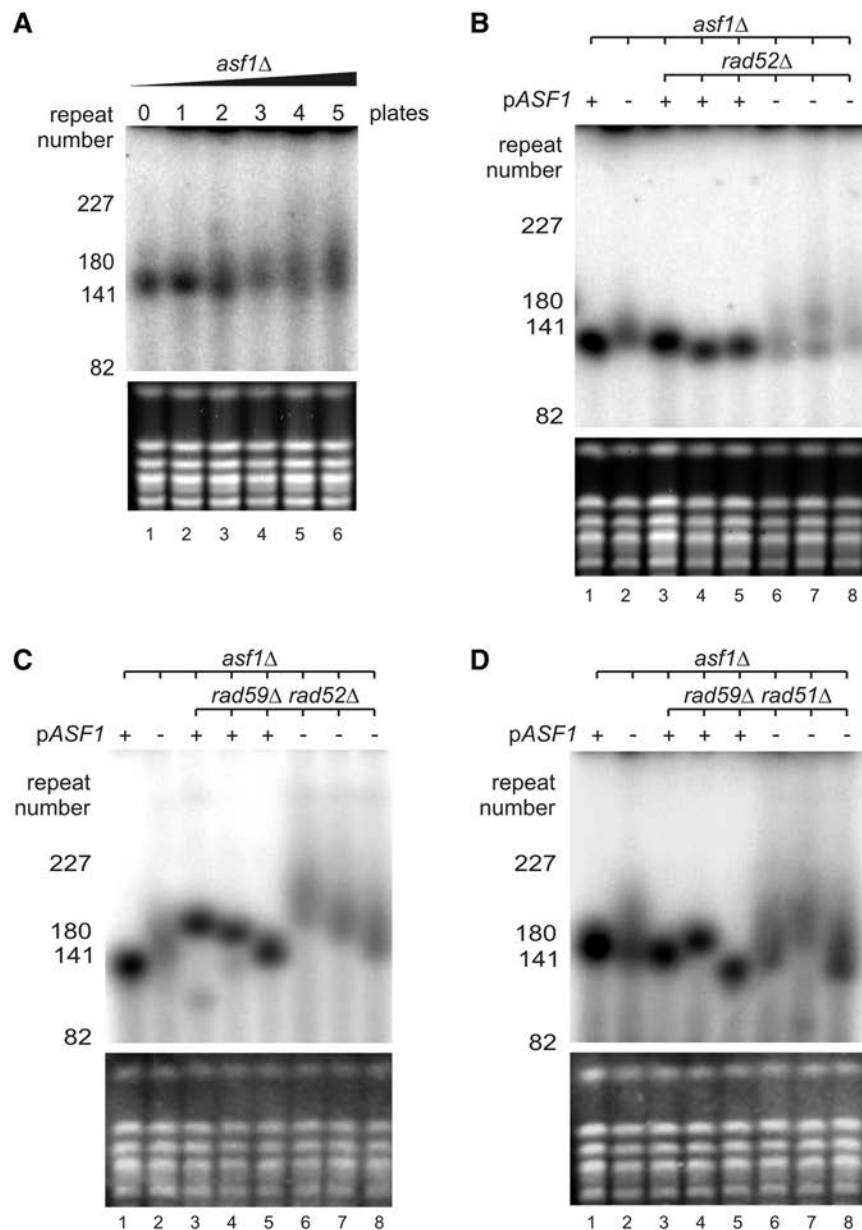 A
asf1Δ
repeat number
0 1 2 3 4 5 plates
227
180
141
82
1 2 3 4 5 6
B
asf1Δ
rad52Δ
pASF1 + - + + + - - -
repeat number
227
180
141
82
1 2 3 4 5 6 7 8
C
asf1Δ
rad59Δ rad52Δ
pASF1 + - + + + - - -
repeat number
227
180
141
82
1 2 3 4 5 6 7 8
D
asf1Δ
rad59Δ rad51Δ
pASF1 + - + + + - - -
repeat number
227
180
141
82
1 2 3 4 5 6 7 8